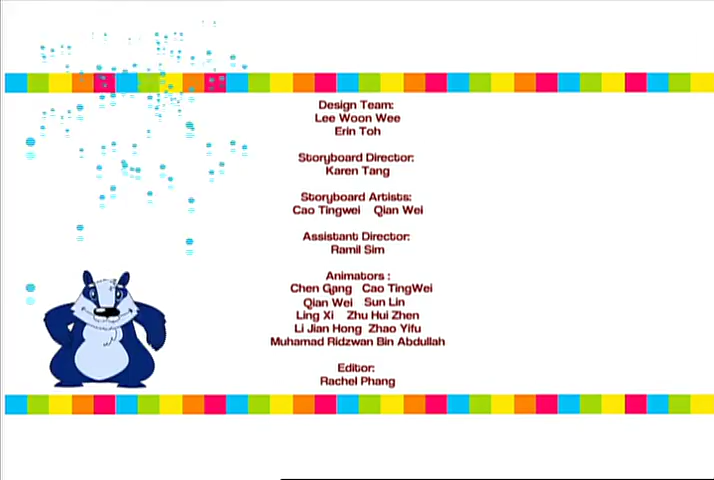 Design Team:
Lee Woon Wee
Erin Toh
Storyboard Director:
Karen Tang
Storyboard Artists:
Cao Tingwei Qian Wei
Assistant Director:
Ramil Sim
Animators :
Chen Gang Cao TingWei
Qian Wei Sun Lin
Ling Xi Zhu Hui Zhen
Li Jian Hong Zhao Yifu
Muhamad Ridzwan Bin Abdullah
Editor:
Rachel Phang